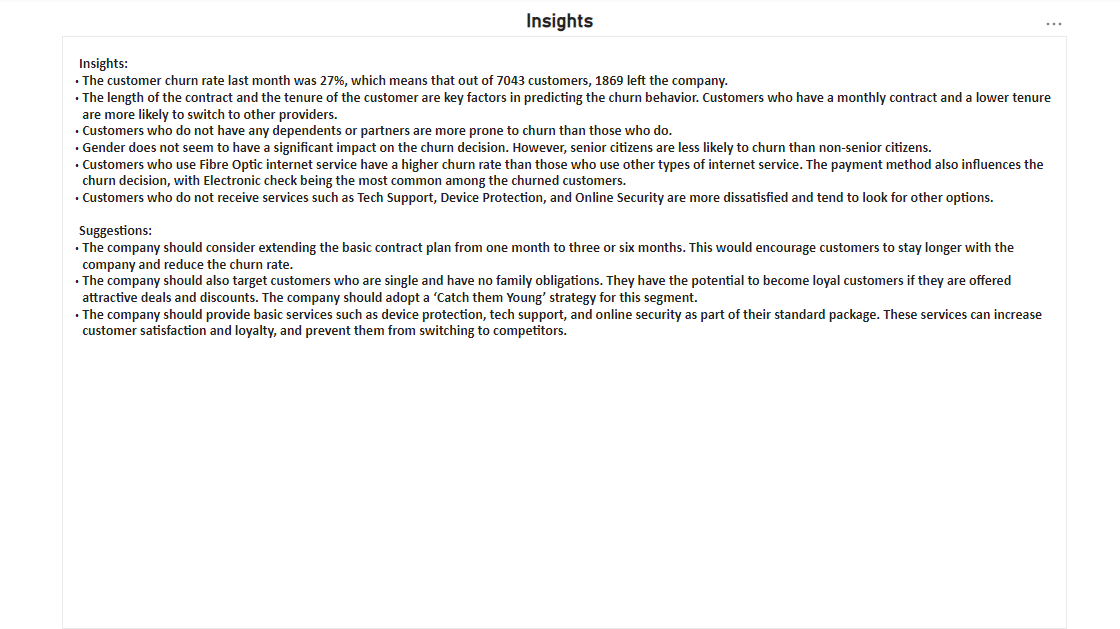 Insights
...
Insights:
• The customer churn rate last month was 27%, which means that out of 7043 customers, 1869 left the company.
• The length of the contract and the tenure of the customer are key factors in predicting the churn behavior. Customers who have a monthly contract and a lower tenure
are more likely to switch to other providers.
• Customers who do not have any dependents or partners are more prone to churn than those who do.
• Gender does not seem to have a significant impact on the churn decision. However, senior citizens are less likely to churn than non-senior citizens.
• Customers who use Fibre Optic internet service have a higher churn rate than those who use other types of internet service. The payment method also influences the
churn decision, with Electronic check being the most common among the churned customers.
• Customers who do not receive services such as Tech Support, Device Protection, and Online Security are more dissatisfied and tend to look for other options.
Suggestions:
• The company should consider extending the basic contract plan from one month to three or six months. This would encourage customers to stay longer with the
company and reduce the churn rate.
• The company should also target customers who are single and have no family obligations. They have the potential to become loyal customers if they are offered
attractive deals and discounts. The company should adopt a ‘Catch them Young’ strategy for this segment.
• The company should provide basic services such as device protection, tech support, and online security as part of their standard package. These services can increase
customer satisfaction and loyalty, and prevent them from switching to competitors.